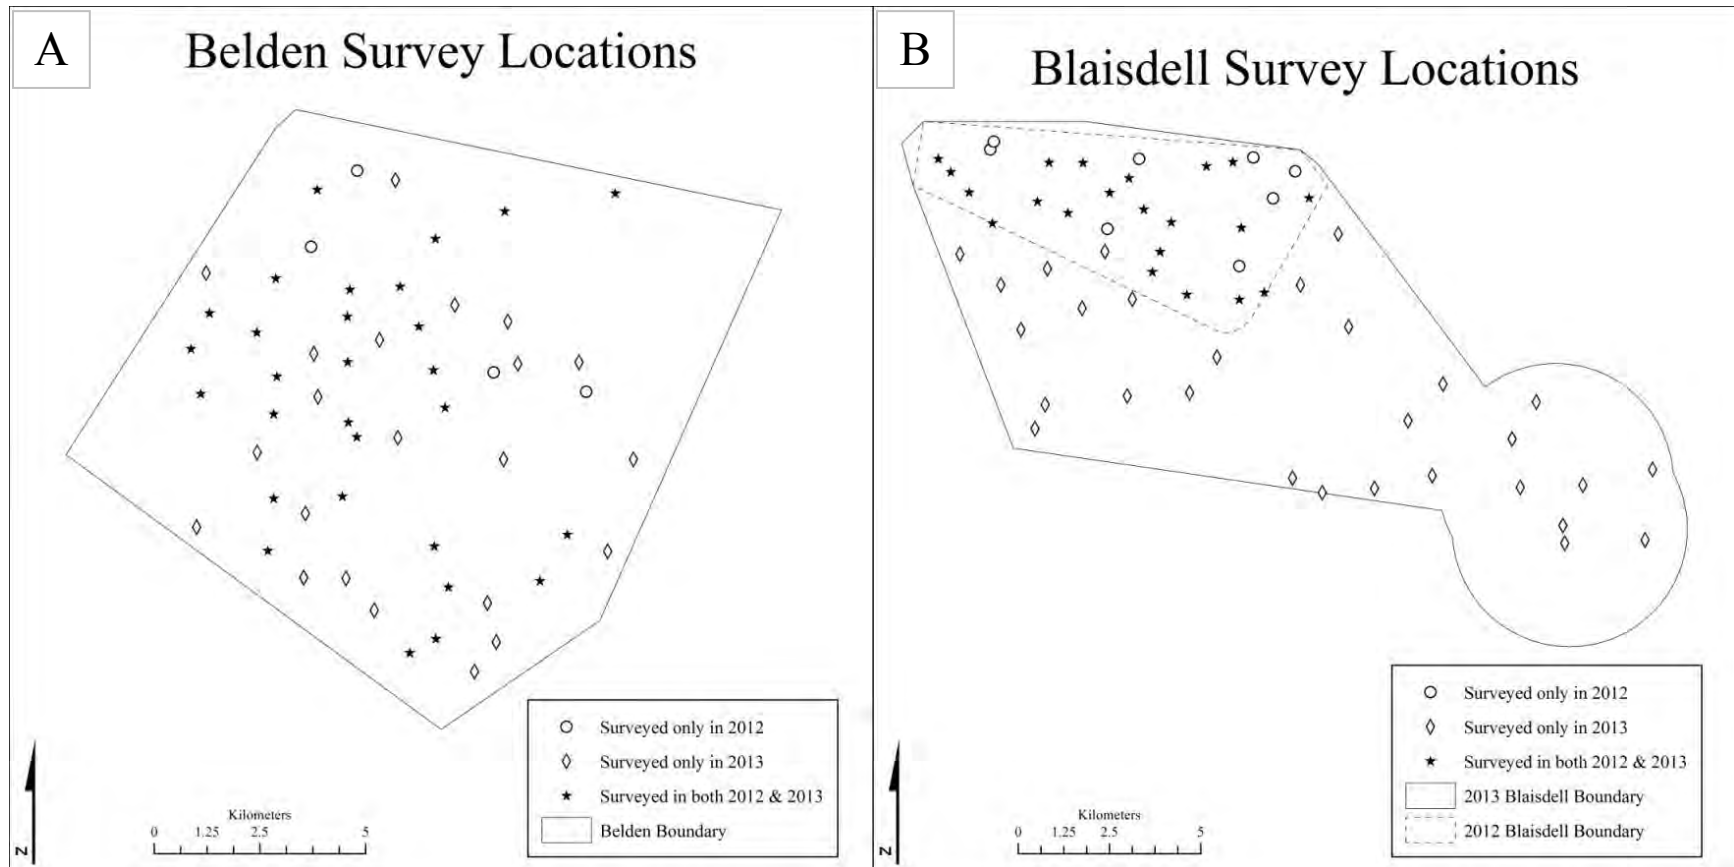 A
Belden Survey Locations
Surveyed only in 2012
Surveyed only in 2013
Surveyed in both 2012 & 2013
Belden Boundary
Kilometers
0 1.25 2.5 5
N
B
Blaisdell Survey Locations
Surveyed only in 2012
Surveyed only in 2013
Surveyed in both 2012 & 2013
2013 Blaisdell Boundary
2012 Blaisdell Boundary
Kilometers
0 1.25 2.5 5
N